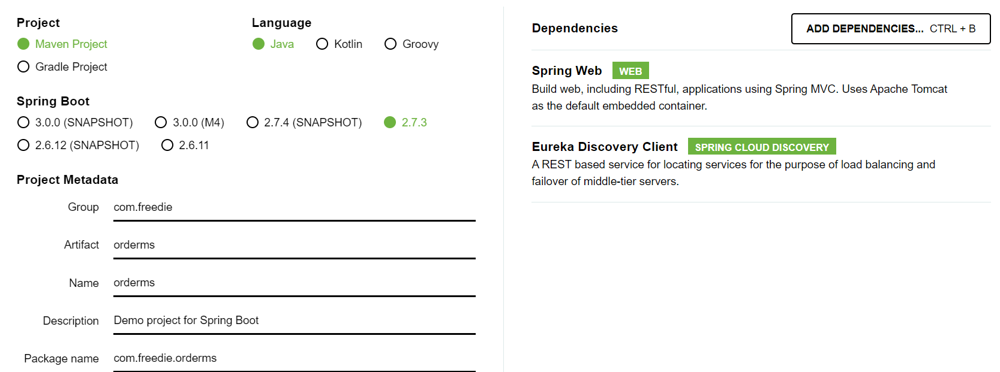 Project
Maven Project
Gradle Project
Language
Java Kotlin Groovy
Spring Boot
3.0.0 (SNAPSHOT) 3.0.0 (M4) 2.7.4 (SNAPSHOT) 2.7.3
2.6.12 (SNAPSHOT) 2.6.11
Project Metadata
Group com.freedie
Artifact orderms
Name orderms
Description Demo project for Spring Boot
Package name com.freedie.orderms
Dependencies
ADD DEPENDENCIES... CTRL + B
Spring Web WEB
Build web, including RESTful, applications using Spring MVC. Uses Apache Tomcat
as the default embedded container.
Eureka Discovery Client SPRING CLOUD DISCOVERY
A REST based service for locating services for the purpose of load balancing and
failover of middle-tier servers.